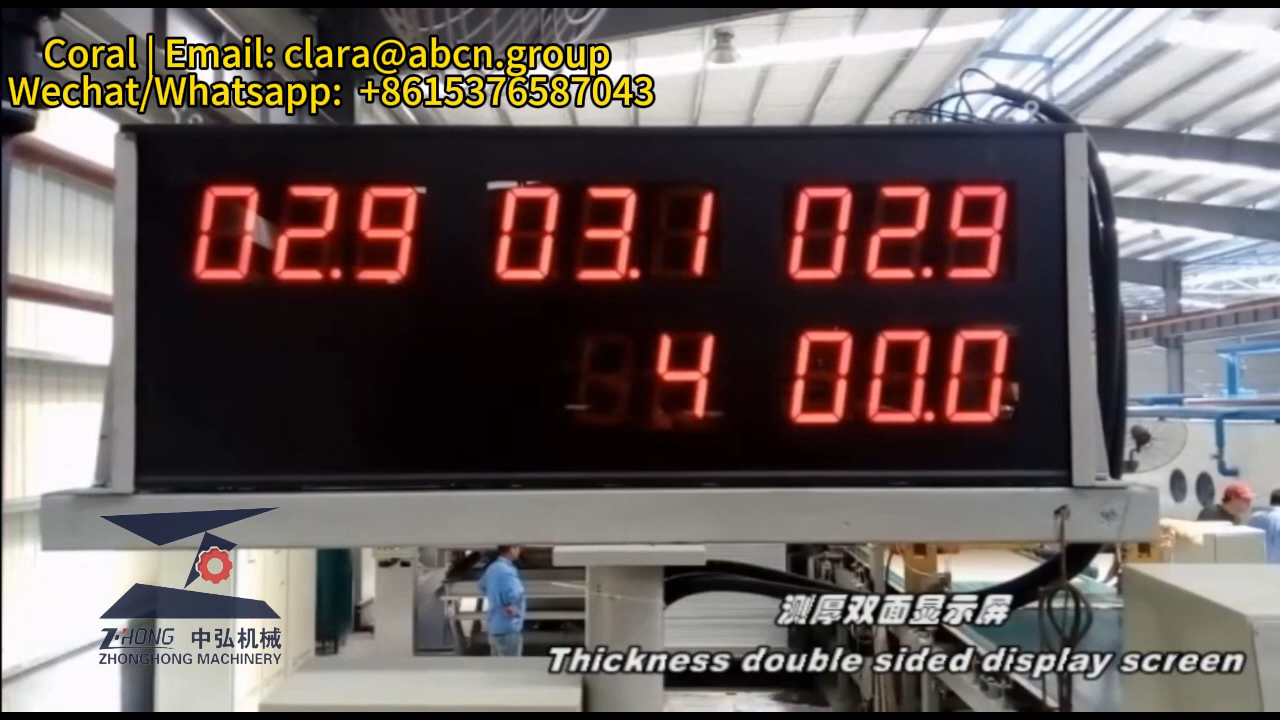 Coral | Email: clara@abcn.group
Wechat/Whatsapp: +8615376587043
02.9 03.1 02.9
4 00.0
Z·HONG 中弘机械
ZHONGHONG MACHINERY
测厚双面显示屏
Thickness double sided display screen